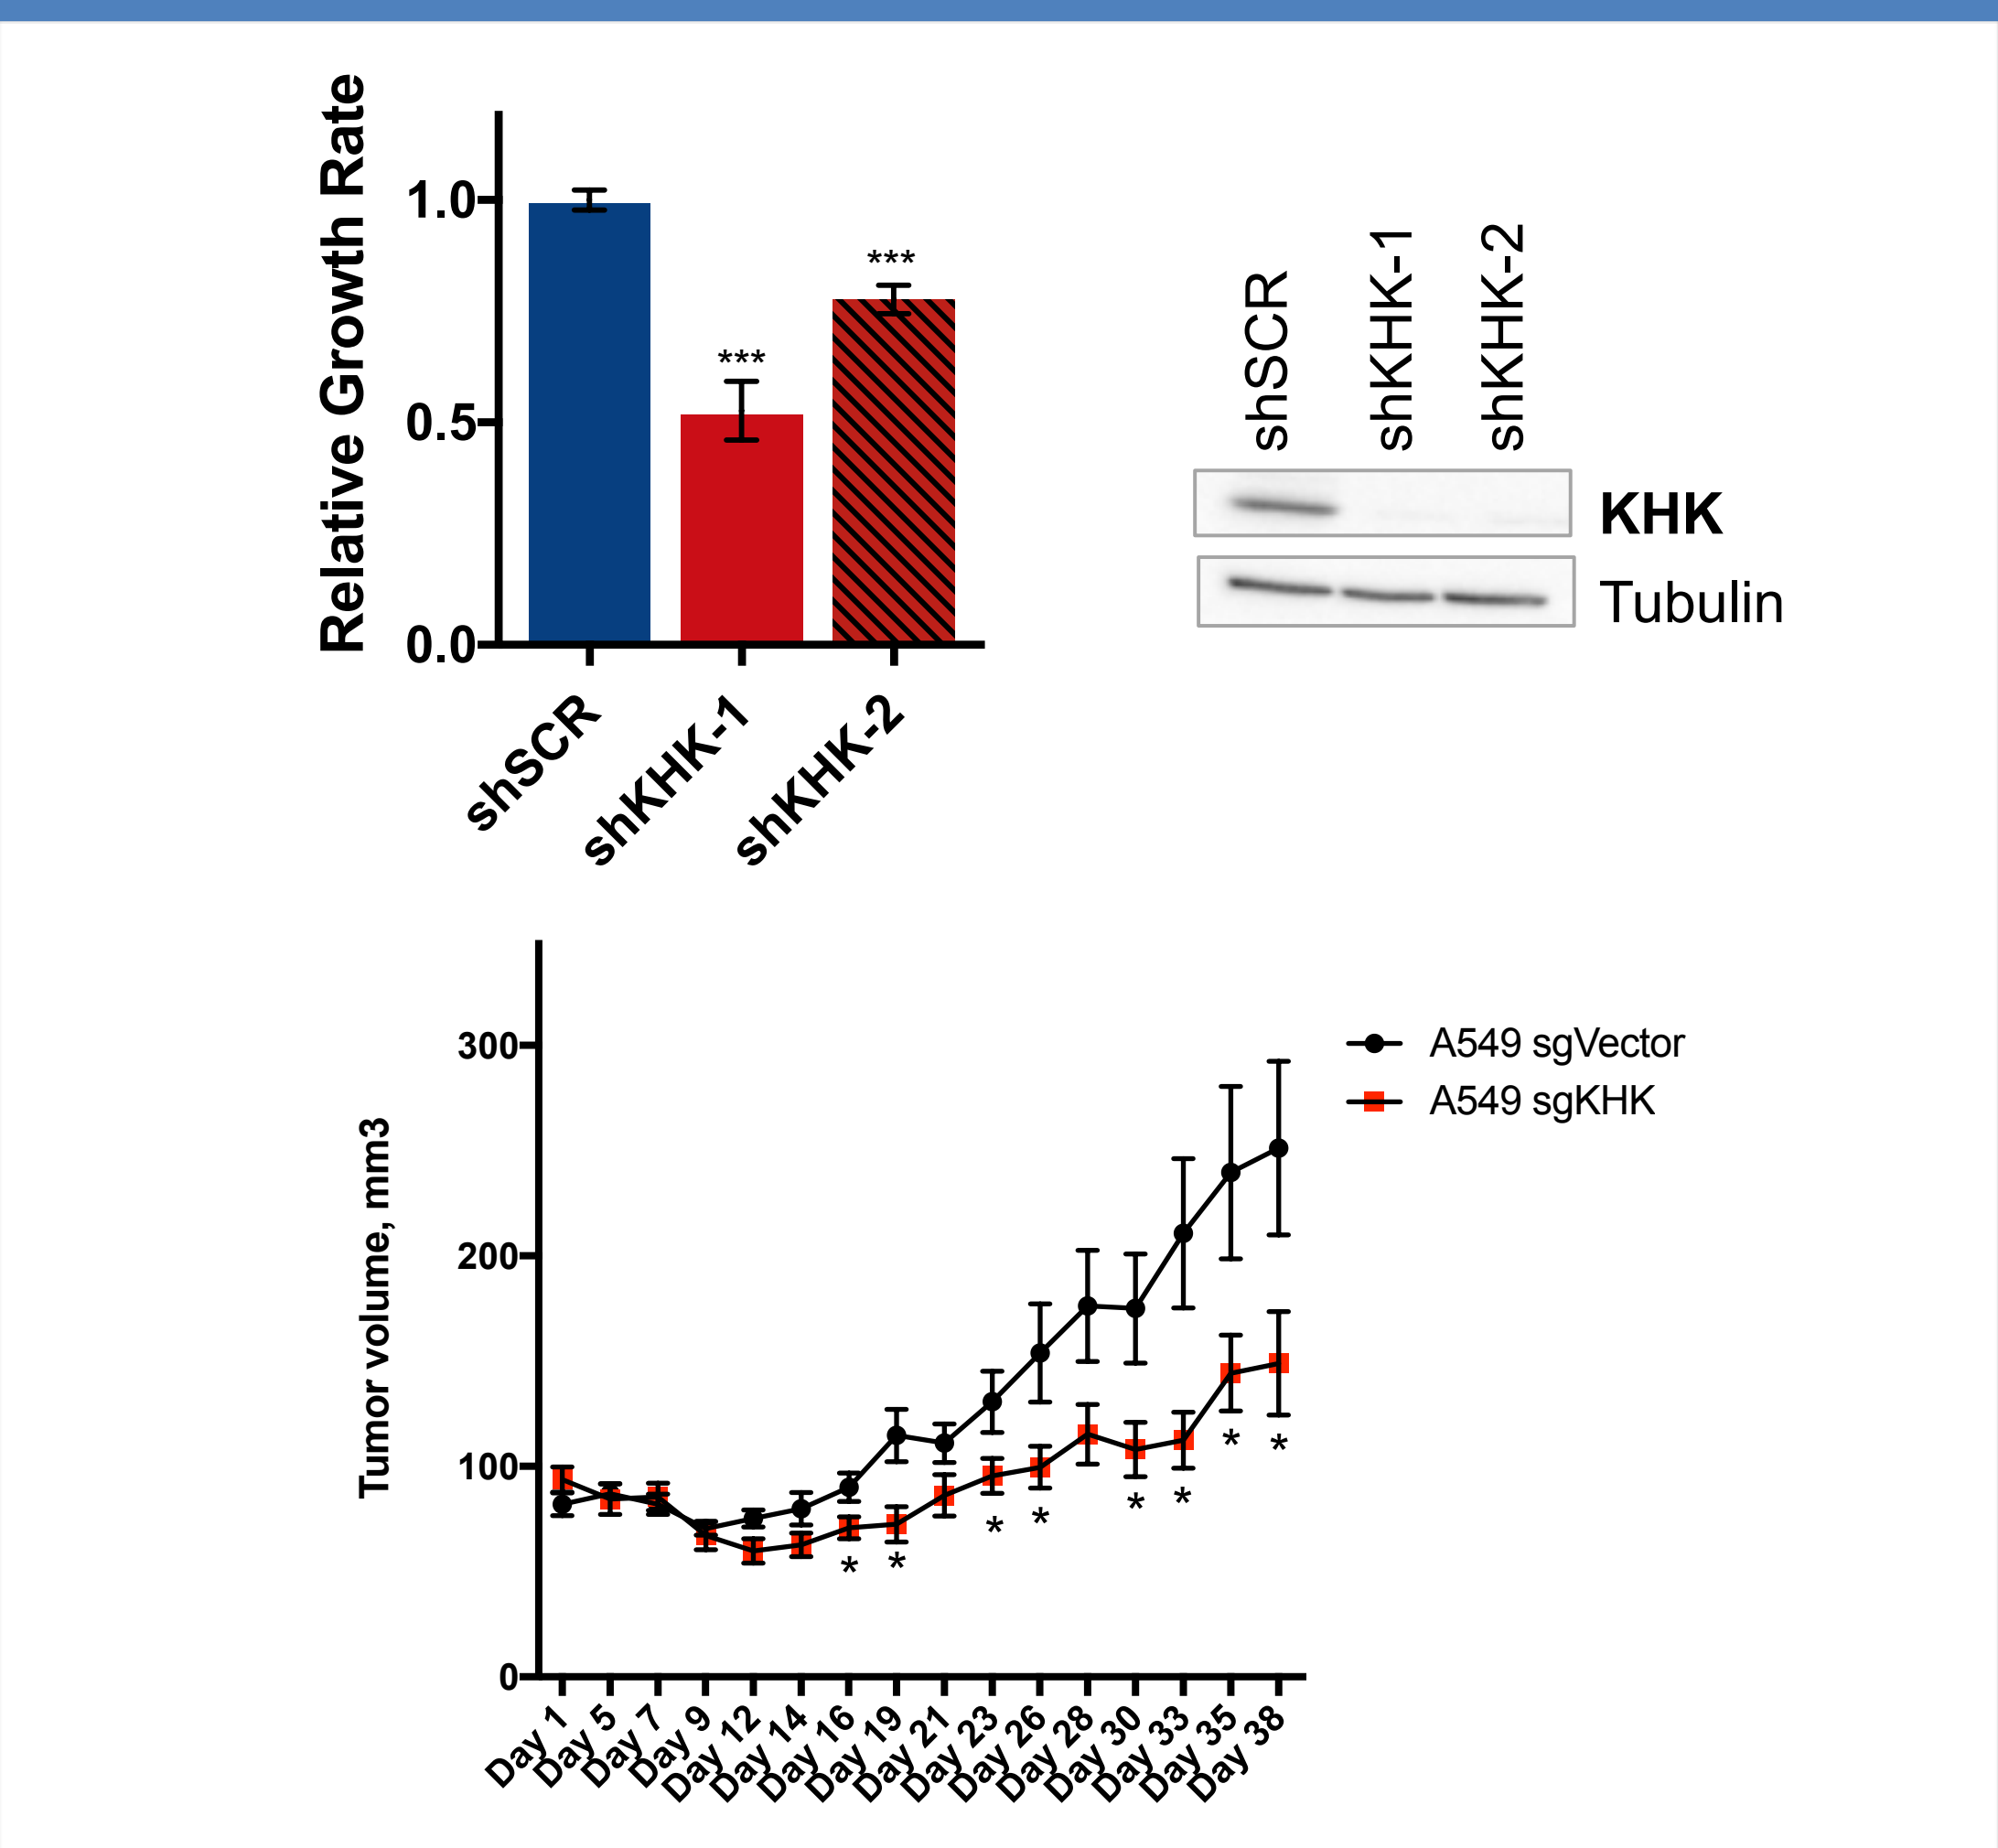 Relative Growth Rate
1.0
0.5
0.0
***
***
shSCR
shKHK-1
shKHK-2
shSCR
shKHK-1
shKHK-2
KHK
Tubulin
Tumor volume, mm3
300
200
100
0
A549 sgVector
A549 sgKHK
*
*
*
*
*
*
*
*
Day 1
Day 5
Day 7
Day 9
Day 12
Day 14
Day 16
Day 19
Day 21
Day 23
Day 26
Day 28
Day 30
Day 33
Day 35
Day 38